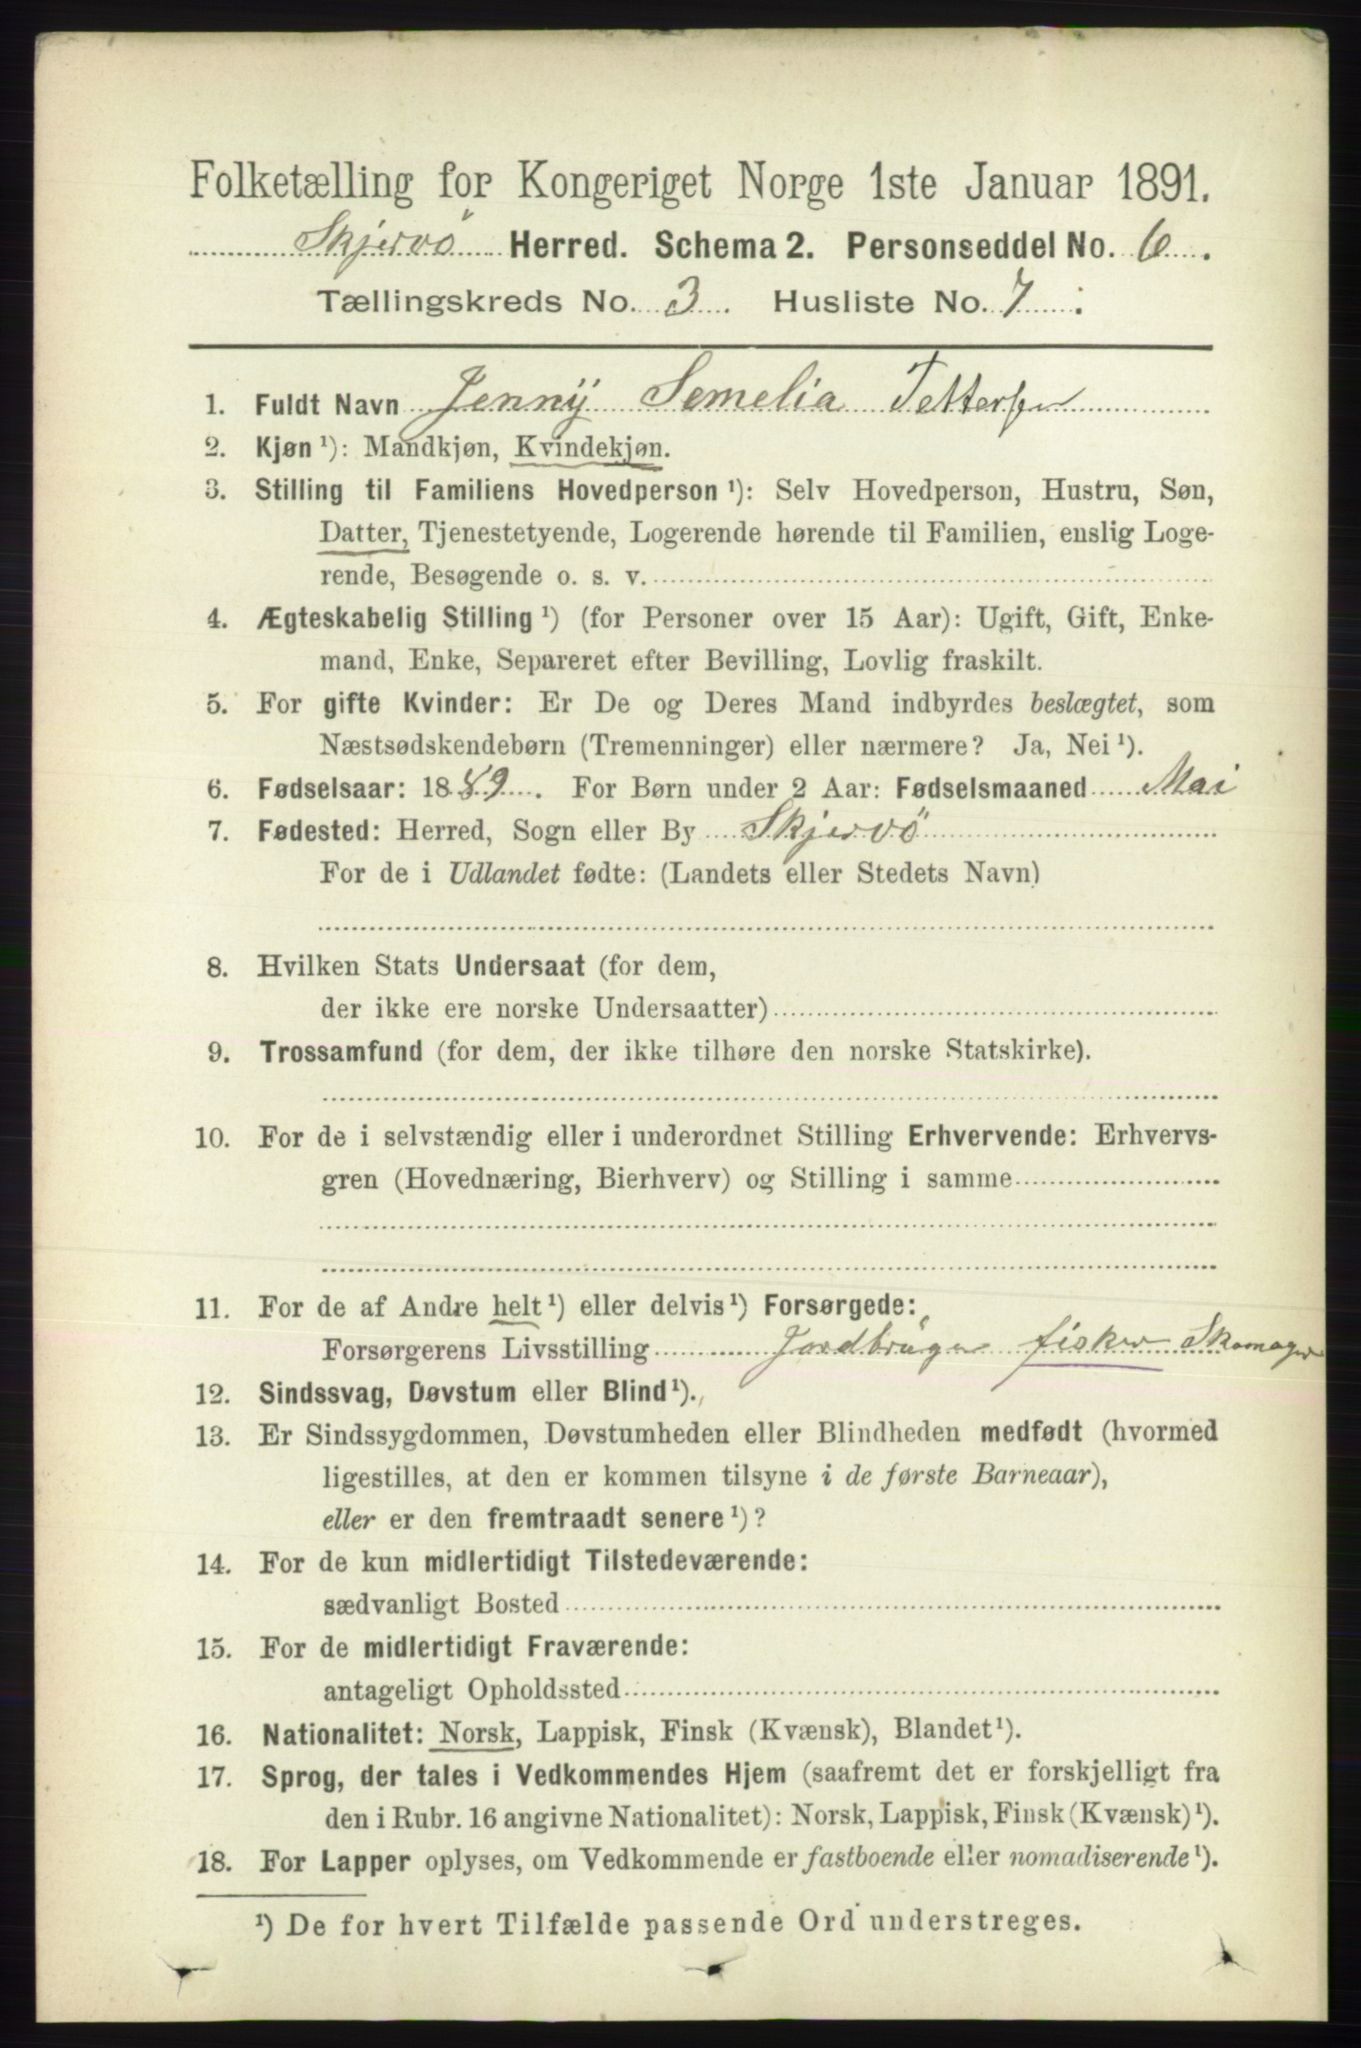 Folketælling for Kongeriget Norge 1ste Januar 1891.
Skjervö Herred. Schema 2. Personseddel No. 6.
Tællingskreds No. 3. Husliste No. 7.
1. Fuldt Navn Jenny Semelia Tettersen
2. Kjøn ¹): Mandkjøn, Kvindekjøn.
3. Stilling til Familiens Hovedperson ¹): Selv Hovedperson, Hustru, Søn,
Datter, Tjenestetyende, Logerende hørende til Familien, enslig Loge-
rende, Besøgende o. s. v.
4. Ægteskabelig Stilling ¹) (for Personer over 15 Aar): Ugift, Gift, Enke-
mand, Enke, Separeret efter Bevilling, Lovlig fraskilt.
5. For gifte Kvinder: Er De og Deres Mand indbyrdes beslægtet, som
Næstsødskendebørn (Tremenninger) eller nærmere? Ja, Nei ¹).
6. Fødselsaar: 1889. For Børn under 2 Aar: Fødselsmaaned Mai
7. Fødested: Herred, Sogn eller By Skjervö
For de i Udlandet fødte: (Landets eller Stedets Navn)
8. Hvilken Stats Undersaat (for dem,
der ikke ere norske Undersaatter)
9. Trossamfund (for dem, der ikke tilhøre den norske Statskirke).
10. For de i selvstændig eller i underordnet Stilling Erhvervende: Erhvervs-
gren (Hovednæring, Bierhverv) og Stilling i samme
11. For de af Andre helt ¹) eller delvis ¹) Forsørgede:
Forsørgerens Livsstilling Jordbruger fisker Skomager
12. Sindssvag, Døvstum eller Blind ¹).
13. Er Sindssygdommen, Døvstumheden eller Blindheden medfødt (hvormed
ligestilles, at den er kommen tilsyne i de første Barneaar),
eller er den fremtraadt senere ¹)?
14. For de kun midlertidigt Tilstedeværende:
sædvanligt Bosted
15. For de midlertidigt Fraværende:
antageligt Opholdssted
16. Nationalitet: Norsk, Lappisk, Finsk (Kvænsk), Blandet ¹).
17. Sprog, der tales i Vedkommendes Hjem (saafremt det er forskjelligt fra
den i Rubr. 16 angivne Nationalitet): Norsk, Lappisk, Finsk (Kvænsk) ¹).
18. For Lapper oplyses, om Vedkommende er fastboende eller nomadiserende ¹).
¹) De for hvert Tilfælde passende Ord understreges.